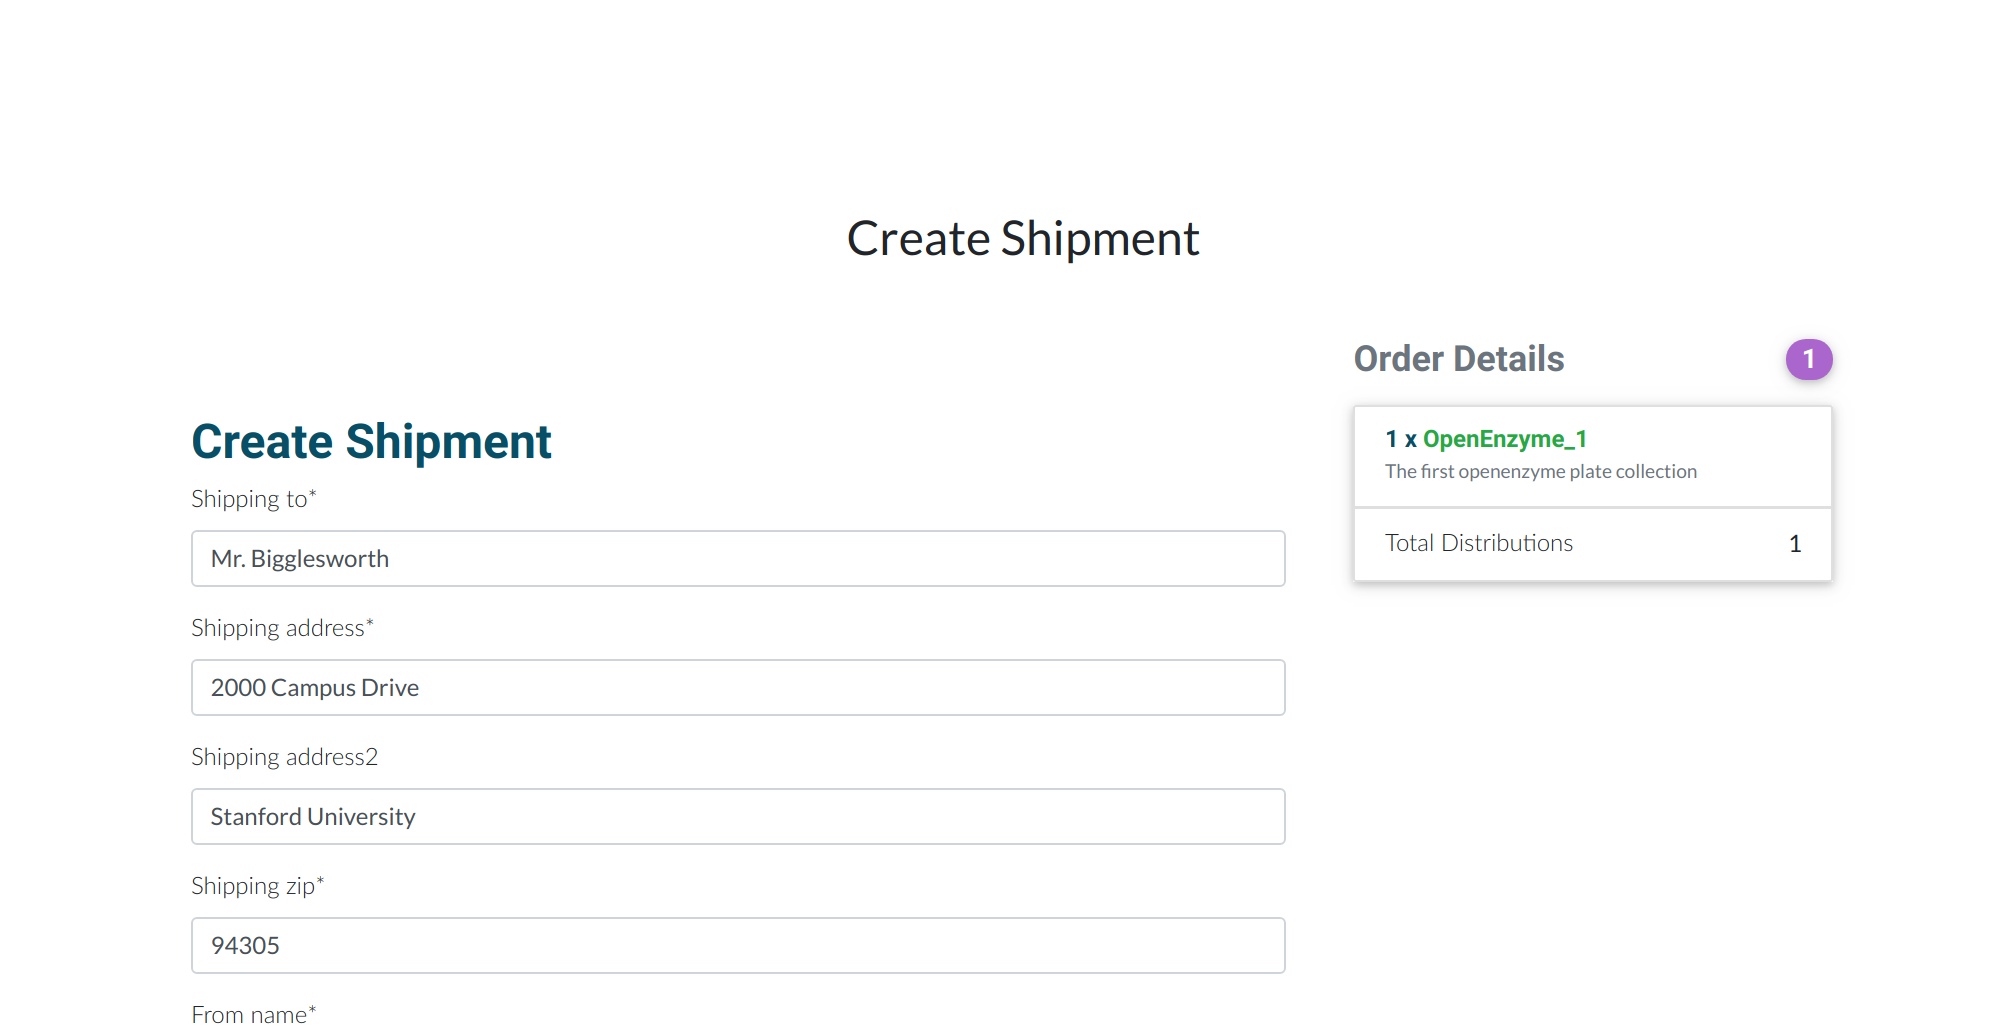 Create Shipment
Create Shipment
Shipping to*
Mr. Bigglesworth
Shipping address*
2000 Campus Drive
Shipping address2
Stanford University
Shipping zip*
94305
From name*
Order Details
1
1 x OpenEnzyme_1
The first openenzyme plate collection
Total Distributions 1